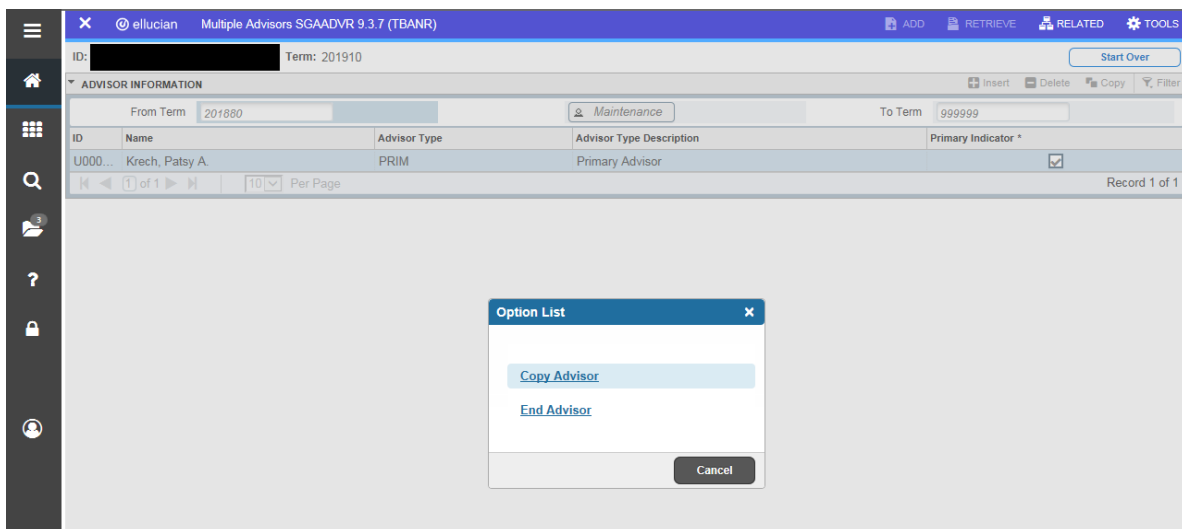 ellucian Multiple Advisors SGAADVR 9.3.7 (TBANR) ADD RETRIEVE RELATED TOOLS
ID: Term: 201910 Start Over
ADVISOR INFORMATION Insert Delete Copy Filter
From Term 201880 Maintenance To Term 999999
ID Name Advisor Type Advisor Type Description Primary Indicator *
U000... Krech, Patsy A. PRIM Primary Advisor
1 of 1 10 Per Page Record 1 of 1
3
?
Option List
Copy Advisor
End Advisor
Cancel